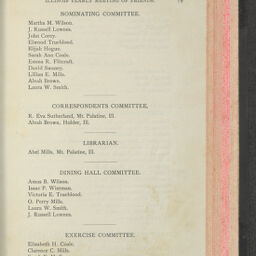 ILLINOIS YEARLY MEETING OF FRIENDS.
NOMINATING COMMITTEE.
Martha M. Wilson.
J. Russell Lownes.
John Corey.
Elwood Trueblood.
Elijah Hogue.
Sarah Ann Coale.
Emma R. Flitcraft.
David Swaney.
Lillian E. Mills.
Abiah Brown.
Laura W. Smith.
CORRESPONDENTS COMMITTEE.
R. Eva Sutherland, Mt. Palatine, Ill.
Abiah Brown, Holder, Ill.
LIBRARIAN.
Abel Mills, Mt. Palatine, Ill.
DINING HALL COMMITTEE.
Amos B. Wilson.
Isaac P. Wierman.
Victoria E. Trueblood.
O. Perry Mills.
Laura W. Smith.
J. Russell Lownes.
EXERCISE COMMITTEE.
Elizabeth H. Coale.
Clarence C. Mills.